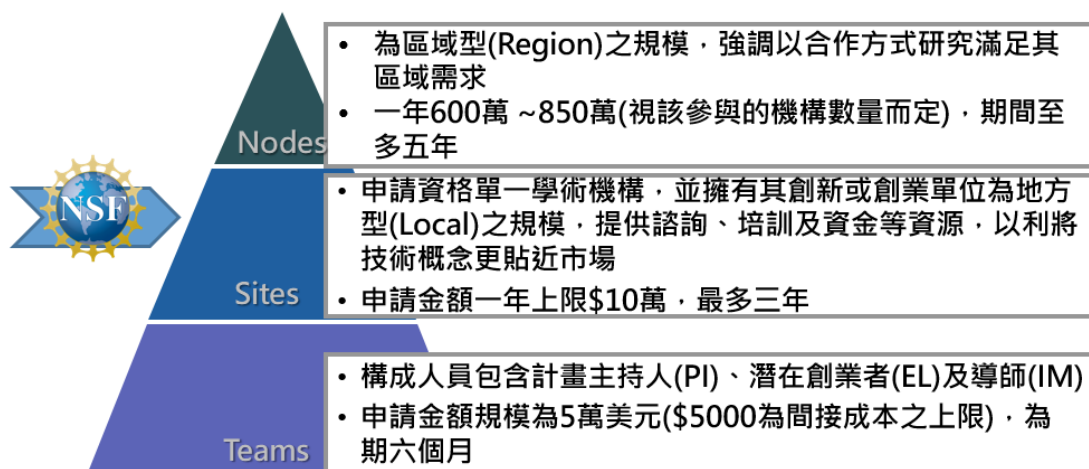 • 為區域型(Region)之規模，強調以合作方式研究滿足其
區域需求
• 一年600萬 ~850萬(視該參與的機構數量而定)，期間至
多五年
Nodes
NSF
• 申請資格單一學術機構，並擁有其創新或創業單位為地方
型(Local)之規模，提供諮詢、培訓及資金等資源，以利將
技術概念更貼近市場
• 申請金額一年上限$10萬，最多三年
Sites
• 構成人員包含計畫主持人(PI)、潛在創業者(EL)及導師(IM)
• 申請金額規模為5萬美元($5000為間接成本之上限)，為
期六個月
Teams